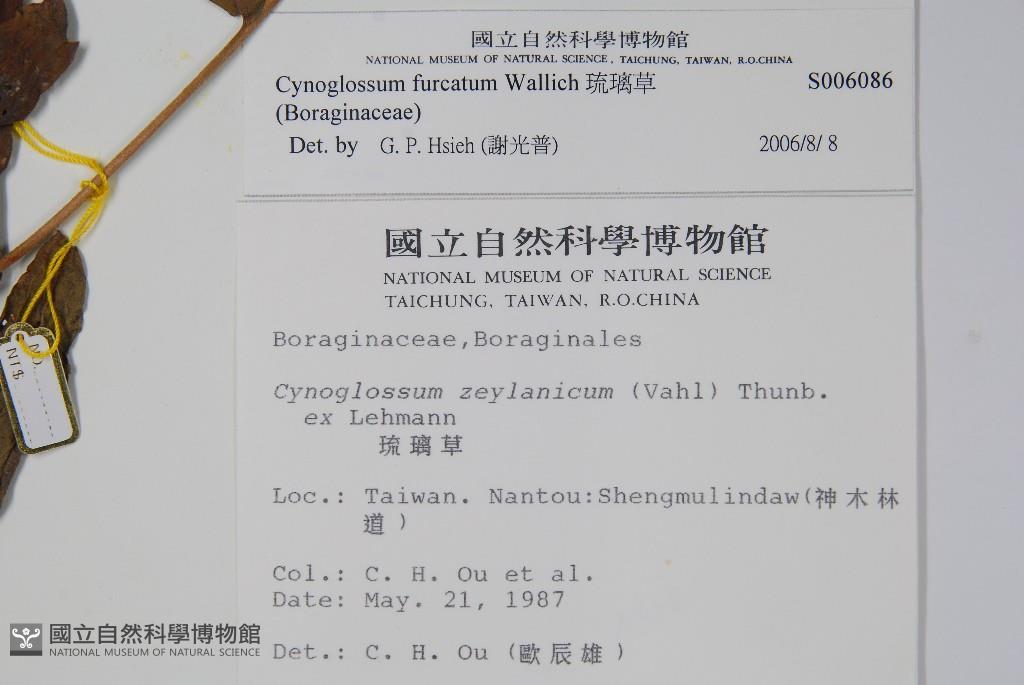 國立自然科學博物館
NATIONAL MUSEUM OF NATURAL SCIENCE, TAICHUNG, TAIWAN, R.O.CHINA
Cynoglossum furcatum Wallich 琉璃草 S006086
(Boraginaceae)
Det. by G. P. Hsieh (謝光普) 2006/8/ 8
國立自然科學博物館
NATIONAL MUSEUM OF NATURAL SCIENCE
TAICHUNG, TAIWAN, R.O.CHINA
Boraginaceae,Boraginales
Cynoglossum zeylanicum (Vahl) Thunb.
ex Lehmann
琉璃草
Loc.: Taiwan. Nantou:Shengmulindaw(神木林
道)
Col.: C. H. Ou et al.
Date: May. 21, 1987
Det.: C. H. Ou (歐辰雄)
NO.
國立自然科學博物館
NATIONAL MUSEUM OF NATURAL SCIENCE